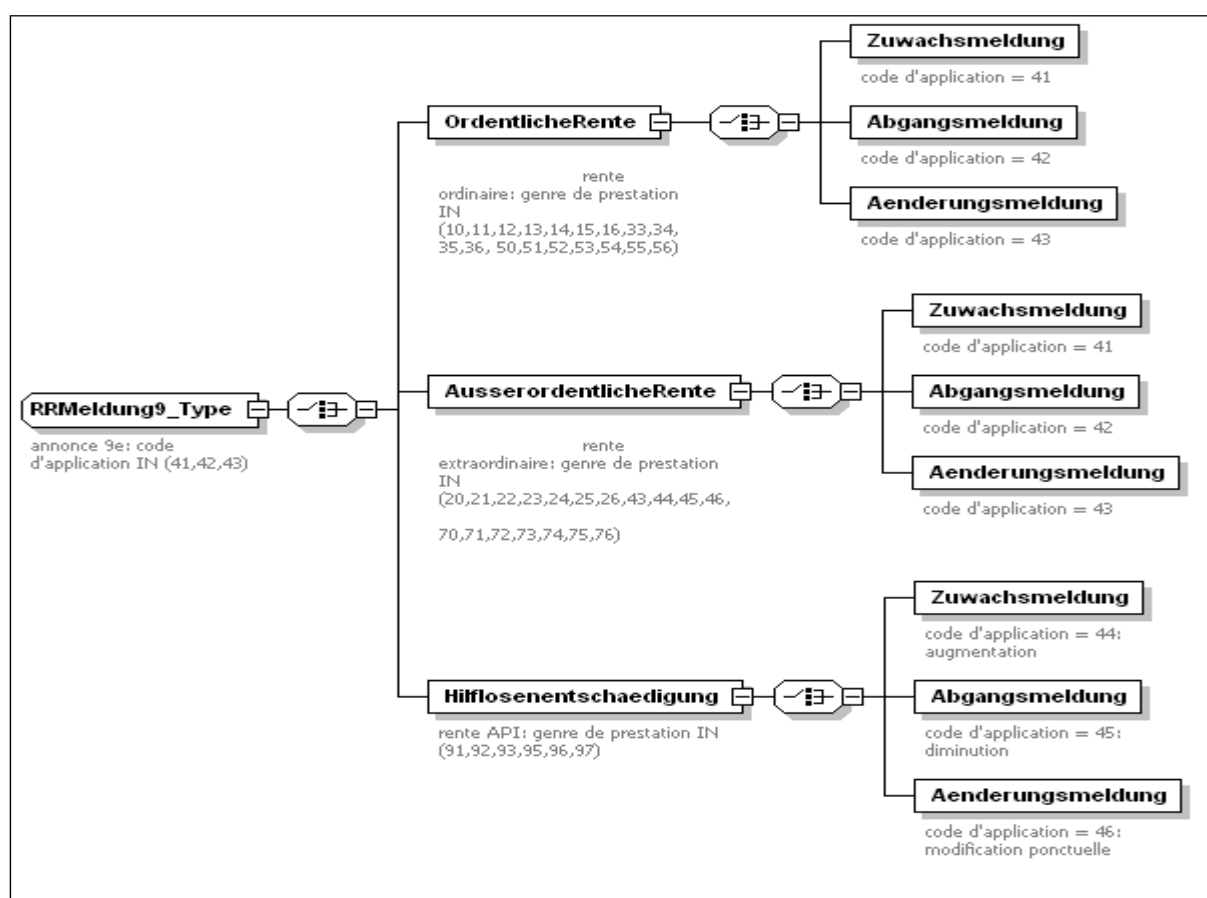 RRMeldung9_Type
annonce 9e: code
d'application IN (41,42,43)
OrdentlicheRente
rente
ordinaire: genre de prestation
IN
(10,11,12,13,14,15,16,33,34,
35,36, 50,51,52,53,54,55,56)
Zuwachsmeldung
code d'application = 41
Abgangsmeldung
code d'application = 42
Aenderungsmeldung
code d'application = 43
AusserordentlicheRente
rente
extraordinaire: genre de prestation
IN
(20,21,22,23,24,25,26,43,44,45,46,
70,71,72,73,74,75,76)
Zuwachsmeldung
code d'application = 41
Abgangsmeldung
code d'application = 42
Aenderungsmeldung
code d'application = 43
Hilflosenentschaedigung
rente API: genre de prestation IN
(91,92,93,95,96,97)
Zuwachsmeldung
code d'application = 44:
augmentation
Abgangsmeldung
code d'application = 45:
diminution
Aenderungsmeldung
code d'application = 46:
modification ponctuelle